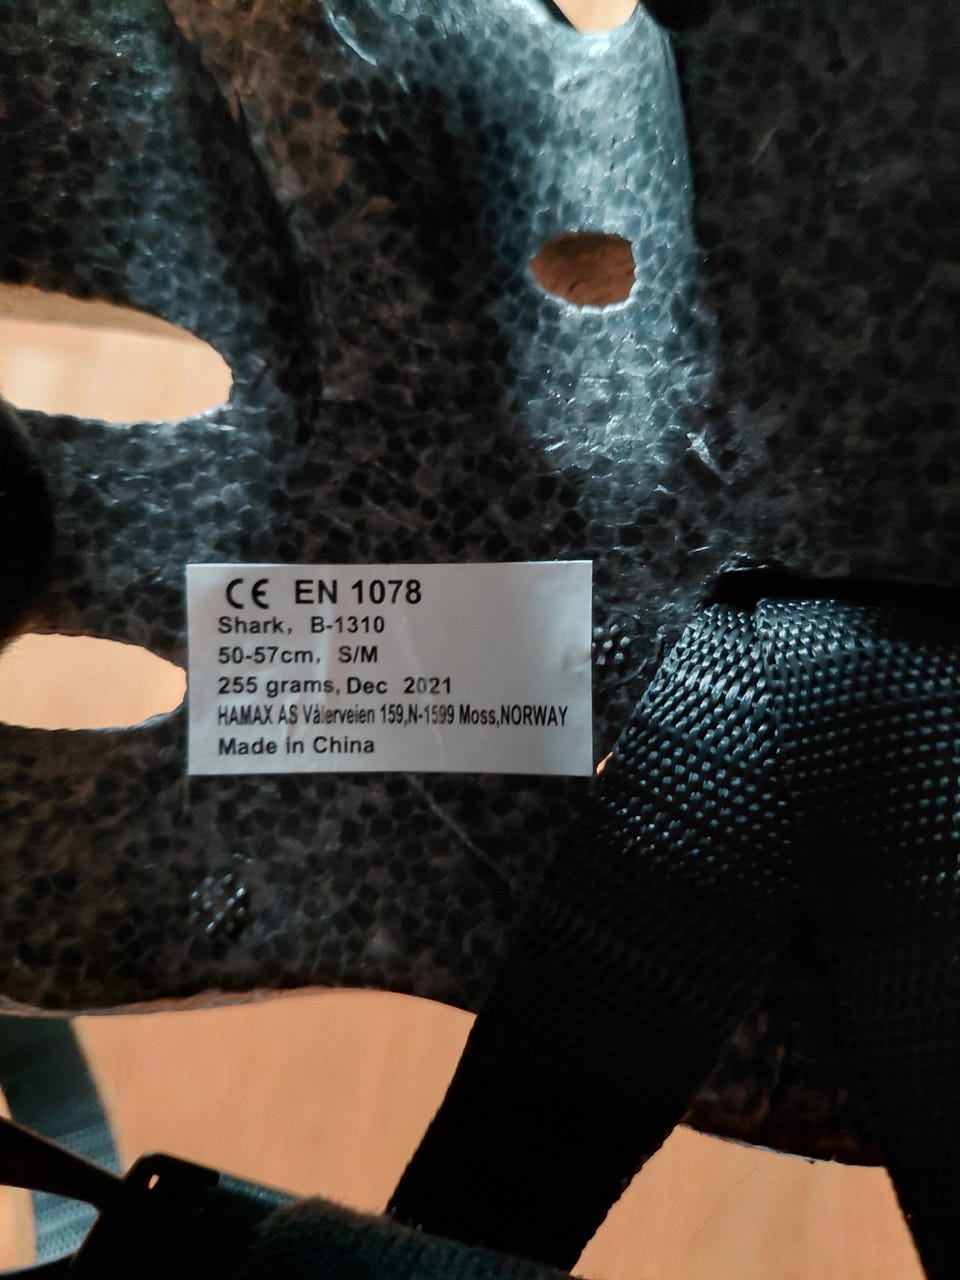 CE EN 1078
Shark, B-1310
50-57cm, S/M
255 grams, Dec 2021
HAMAX AS Vålerveien 159,N-1599 Moss,NORWAY
Made in China